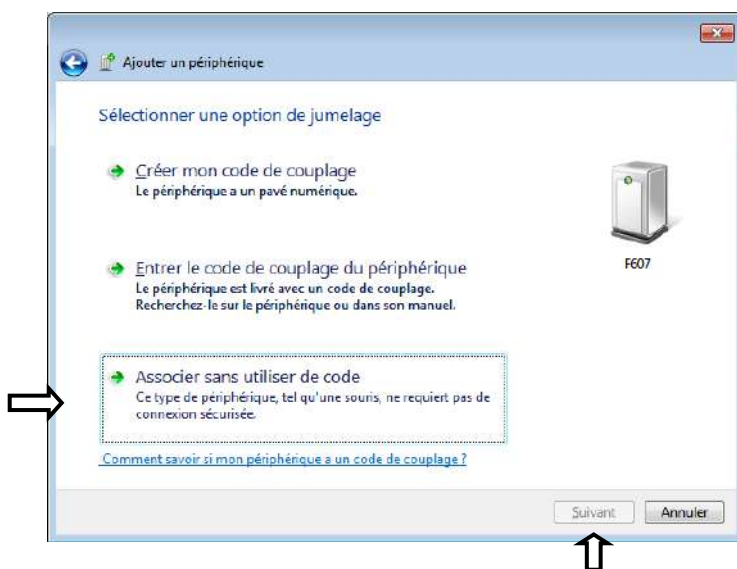 Ajouter un périphérique
Sélectionner une option de jumelage
Créer mon code de couplage
Le périphérique a un pavé numérique.
F607
Entrer le code de couplage du périphérique
Le périphérique est livré avec un code de couplage.
Recherchez-le sur le périphérique ou dans son manuel.
Associer sans utiliser de code
Ce type de périphérique, tel qu'une souris, ne requiert pas de
connexion sécurisée.
Comment savoir si mon périphérique a un code de couplage ?
Suivant Annuler